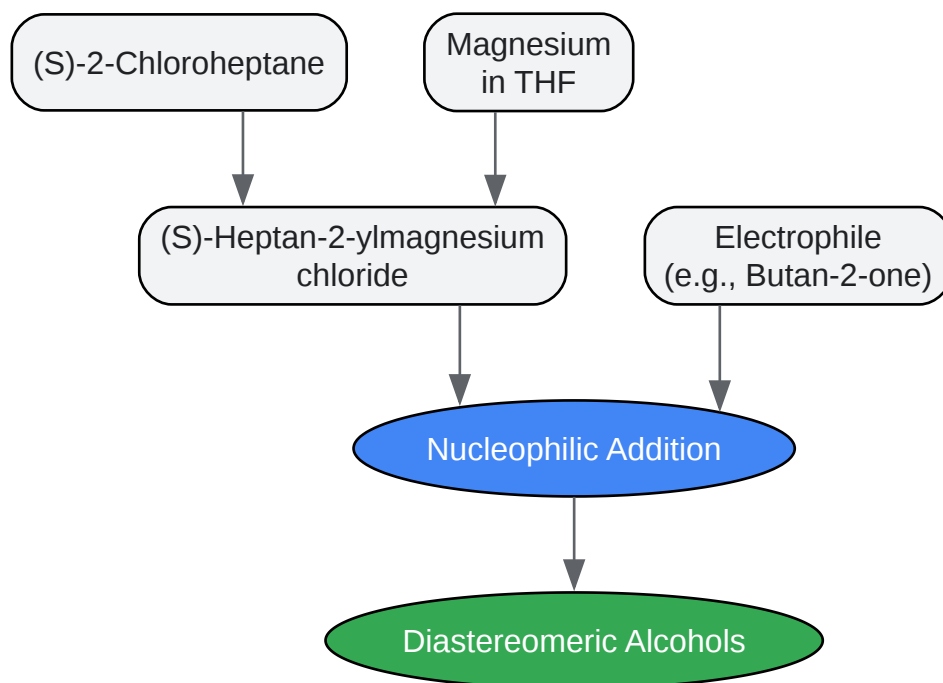 (S)-2-Chloroheptane
Magnesium
in THF
(S)-Heptan-2-ylmagnesium
chloride
Electrophile
(e.g., Butan-2-one)
Nucleophilic Addition
Diastereomeric Alcohols